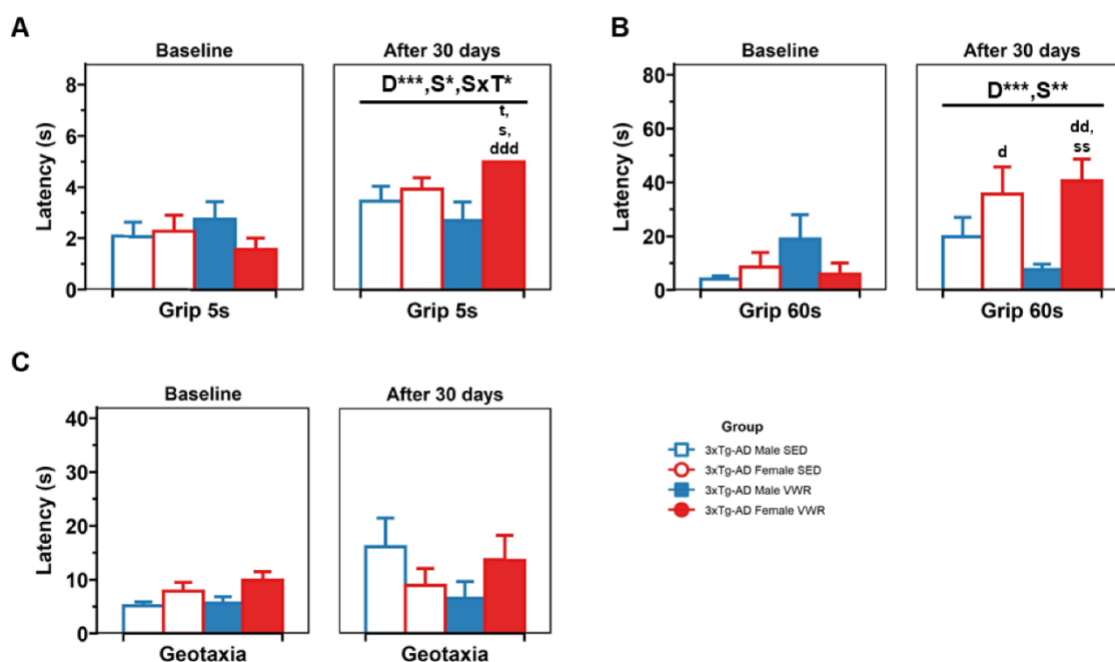 A
Baseline
After 30 days
Latency (s)
8
6
4
2
0
D***,S*,SxT*
t,
s,
ddd
Grip 5s
Grip 5s
B
Baseline
After 30 days
Latency (s)
80
60
40
20
0
D***,S**
d
dd,
ss
Grip 60s
Grip 60s
C
Baseline
After 30 days
Latency (s)
40
30
20
10
0
Geotaxia
Geotaxia
Group
3xTg-AD Male SED
3xTg-AD Female SED
3xTg-AD Male VWR
3xTg-AD Female VWR